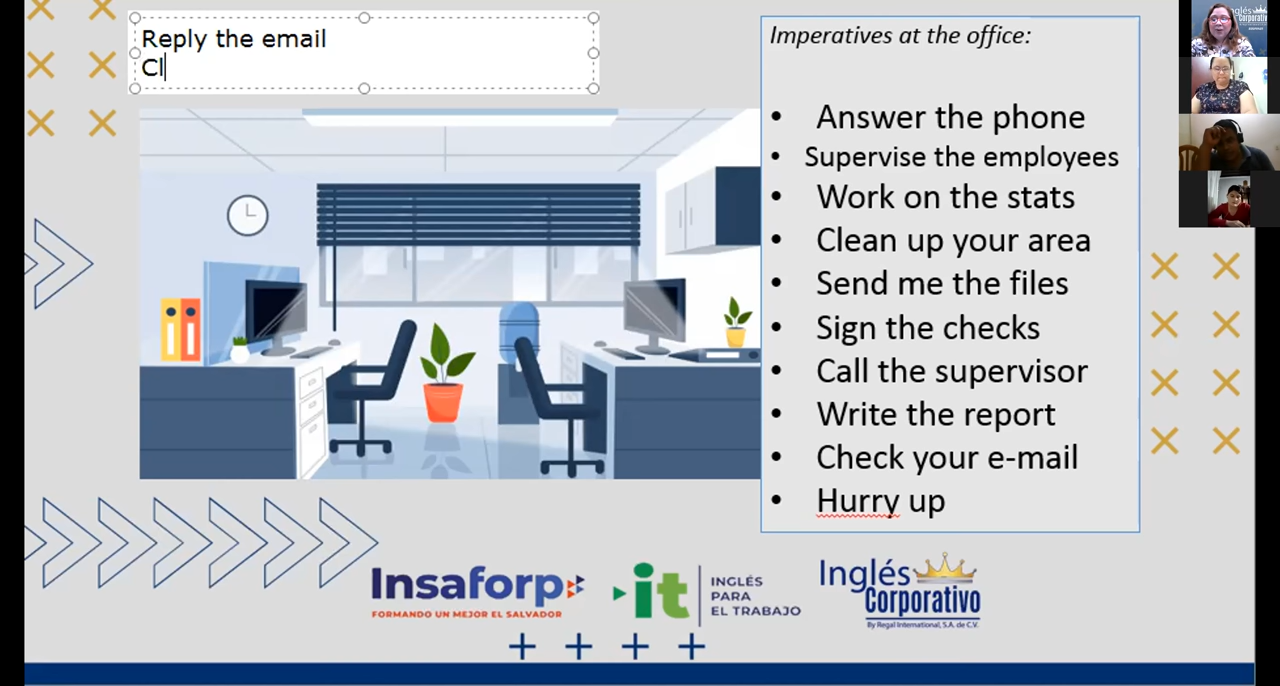 Reply the email
Cl
Imperatives at the office:
• Answer the phone
• Supervise the employees
• Work on the stats
• Clean up your area
• Send me the files
• Sign the checks
• Call the supervisor
• Write the report
• Check your e-mail
• Hurry up
Insaforp
FORMANDO UN MEJOR EL SALVADOR
it
INGLÉS
PARA
EL TRABAJO
Inglés
Corporativo
By Regal International, S.A. de C.V.
Inglés
Corporativo